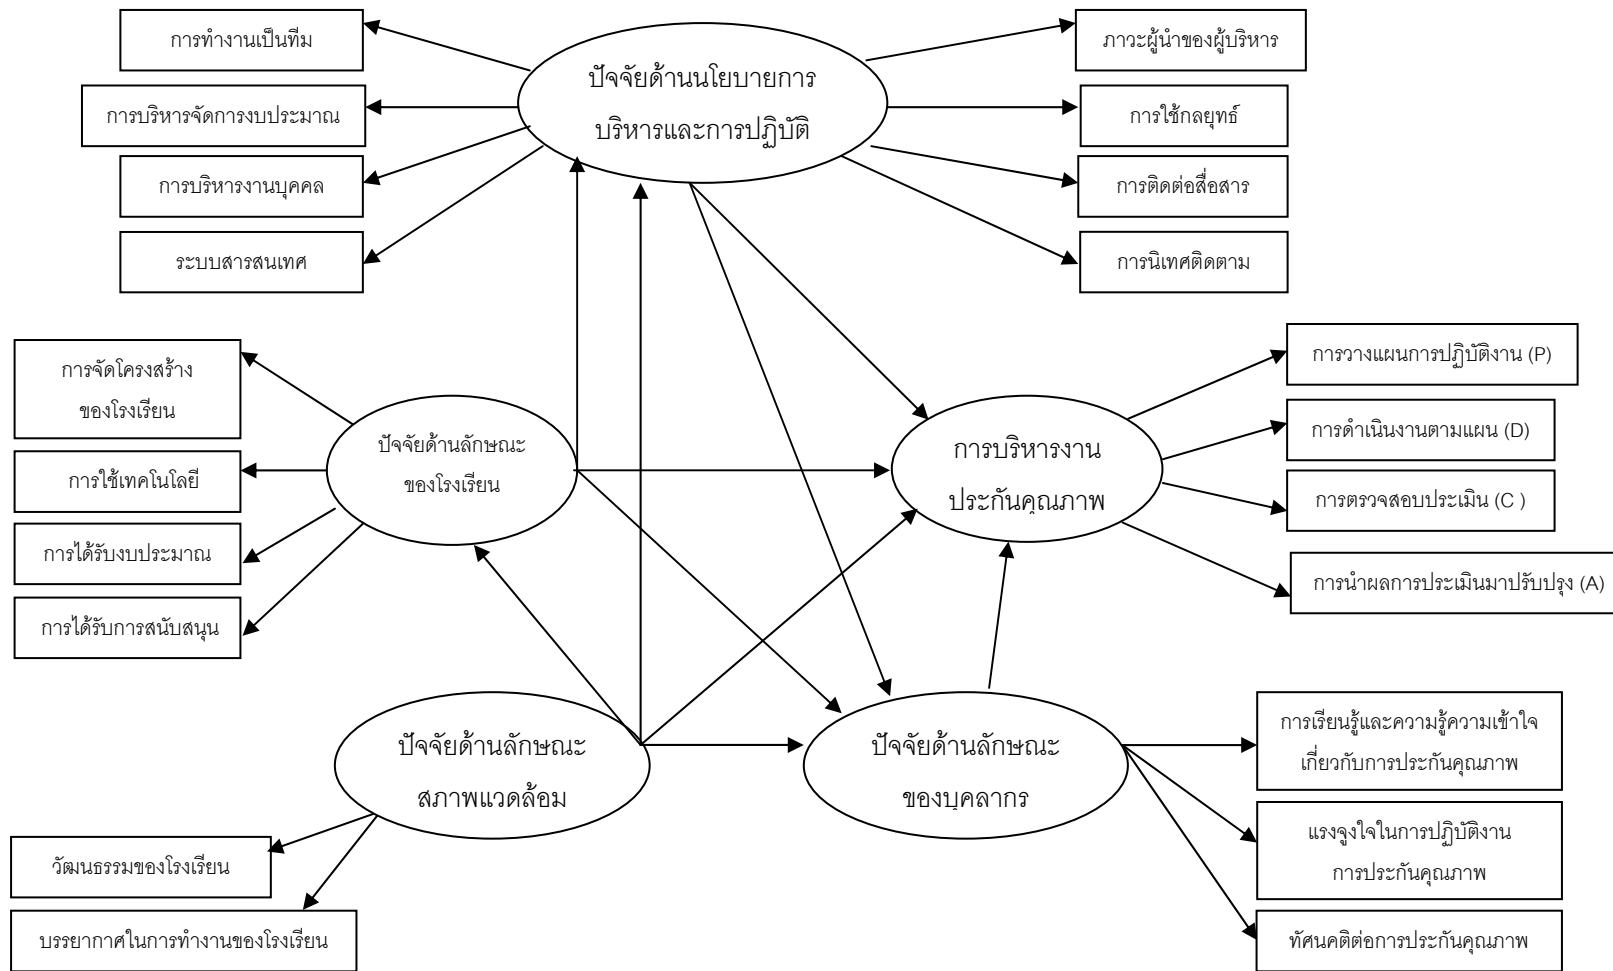 การทำงานเป็นทีม
การบริหารจัดการงบประมาณ
การบริหารงานบุคคล
ระบบสารสนเทศ
ปัจจัยด้านนโยบายการ
บริหารและการปฏิบัติ
ภาวะผู้นำของผู้บริหาร
การใช้กลยุทธ์
การติดต่อสื่อสาร
การนิเทศติดตาม
การจัดโครงสร้าง
ของโรงเรียน
การใช้เทคโนโลยี
การได้รับงบประมาณ
การได้รับการสนับสนุน
ปัจจัยด้านลักษณะ
ของโรงเรียน
การบริหารงาน
ประกันคุณภาพ
การวางแผนการปฏิบัติงาน (P)
การดำเนินงานตามแผน (D)
การตรวจสอบประเมิน (C )
การนำผลการประเมินมาปรับปรุง (A)
ปัจจัยด้านลักษณะ
สภาพแวดล้อม
วัฒนธรรมของโรงเรียน
บรรยากาศในการทำงานของโรงเรียน
ปัจจัยด้านลักษณะ
ของบุคลากร
การเรียนรู้และความรู้ความเข้าใจ
เกี่ยวกับการประกันคุณภาพ
แรงจูงใจในการปฏิบัติงาน
การประกันคุณภาพ
ทัศนคติต่อการประกันคุณภาพ